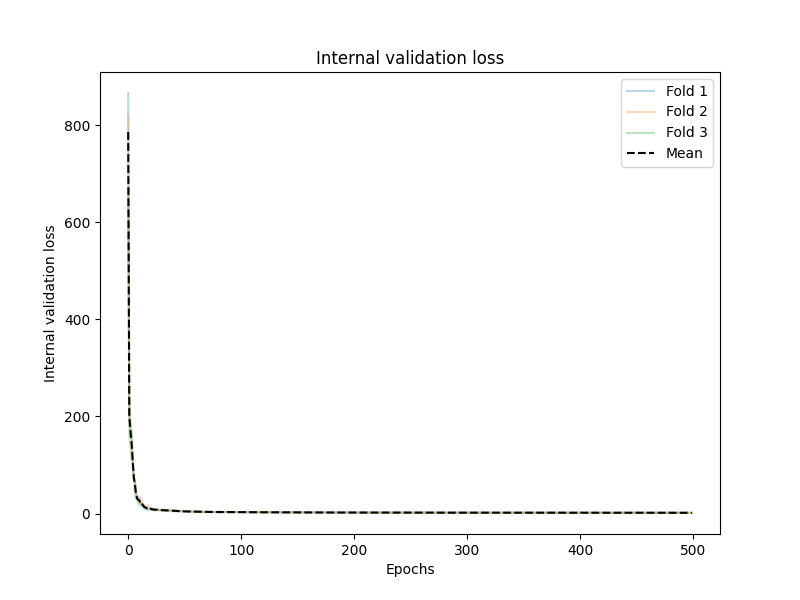 Internal validation loss
Fold 1
Fold 2
Fold 3
Mean
Internal validation loss
800
600
400
200
0
0 100 200 300 400 500
Epochs